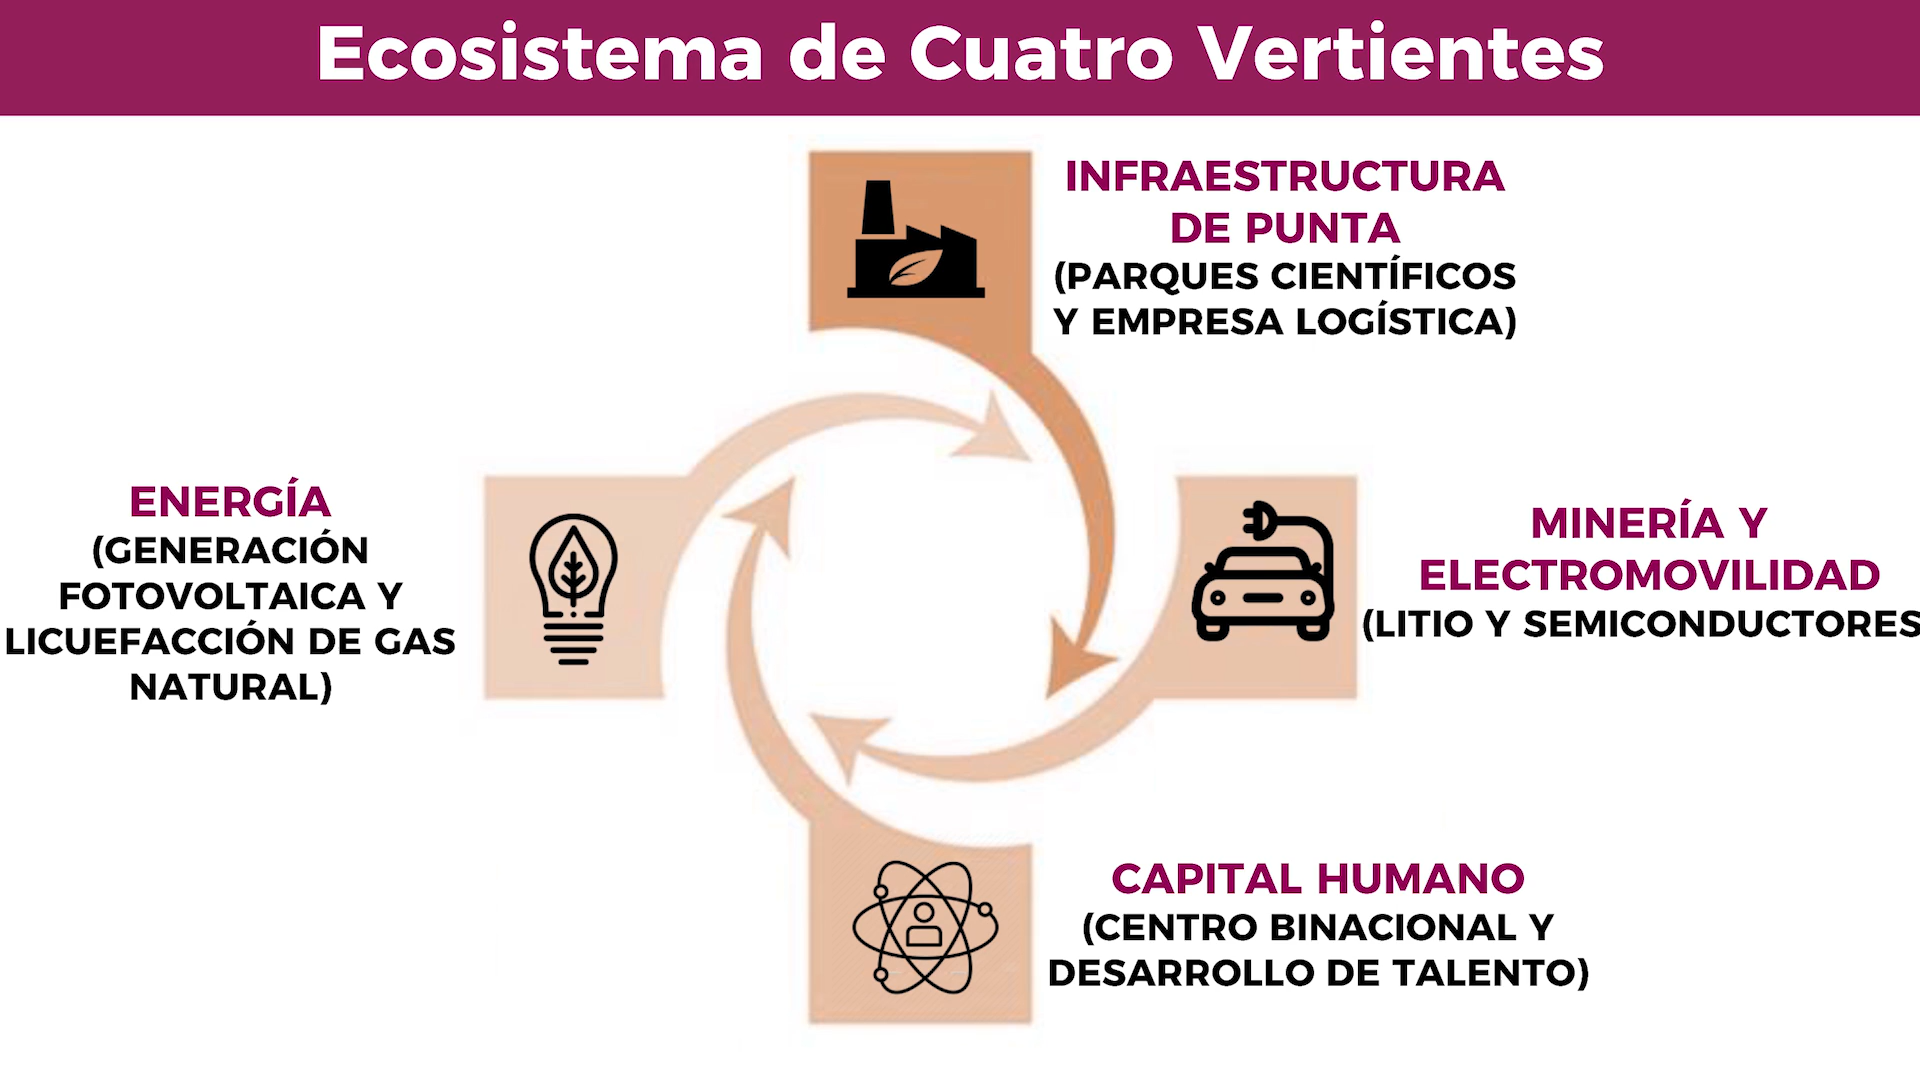 Ecosistema de Cuatro Vertientes
INFRAESTRUCTURA
DE PUNTA
(PARQUES CIENTÍFICOS
Y EMPRESA LOGÍSTICA)
ENERGÍA
(GENERACIÓN
FOTOVOLTAICA Y
LICUEFACCIÓN DE GAS
NATURAL)
MINERÍA Y
ELECTROMOVILIDAD
(LITIO Y SEMICONDUCTORES
CAPITAL HUMANO
(CENTRO BINACIONAL Y
DESARROLLO DE TALENTO)